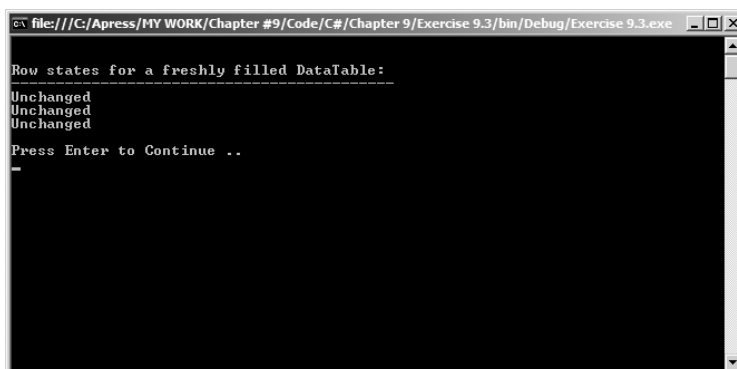 file:///C:/Apress/MY WORK/Chapter #9/Code/C#/Chapter 9/Exercise 9.3/bin/Debug/Exercise 9.3.exe
Row states for a freshly filled DataTable:
------------------------------------------
Unchanged
Unchanged
Unchanged
Press Enter to Continue ..